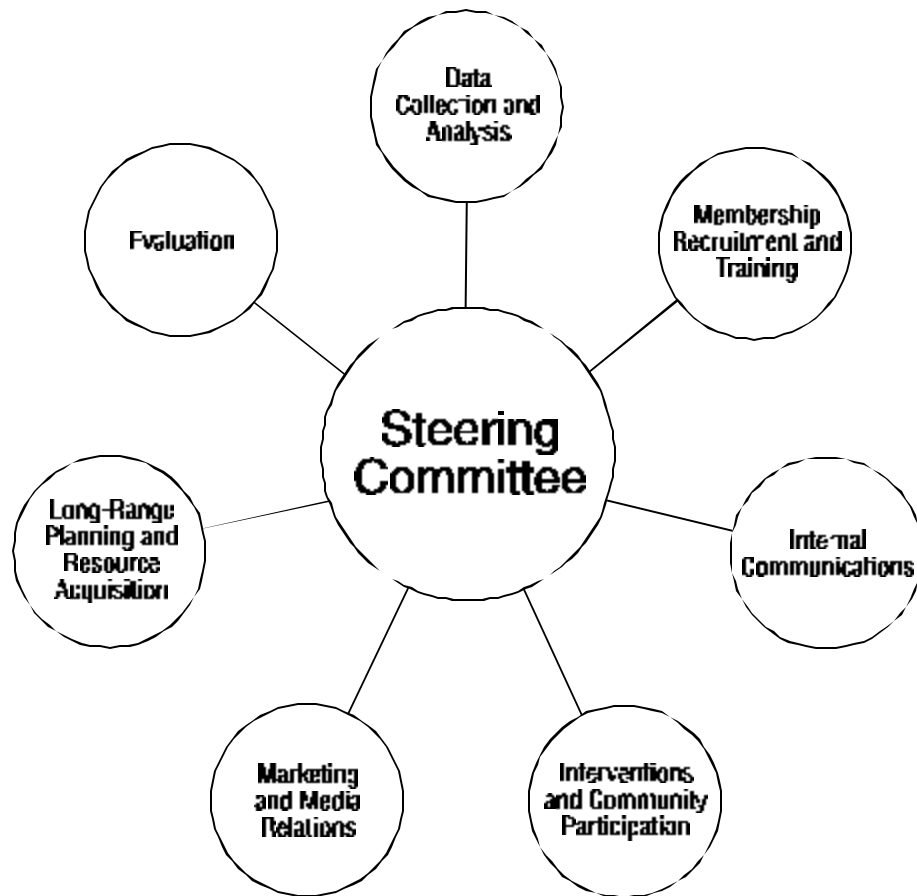 Data
Collection and
Analysis
Membership
Recruitment and
Training
Evaluation
Steering
Committee
Long-Range
Planning and
Resource
Acquisition
Internal
Communications
Marketing
and Media
Relations
Interventions
and Community
Participation